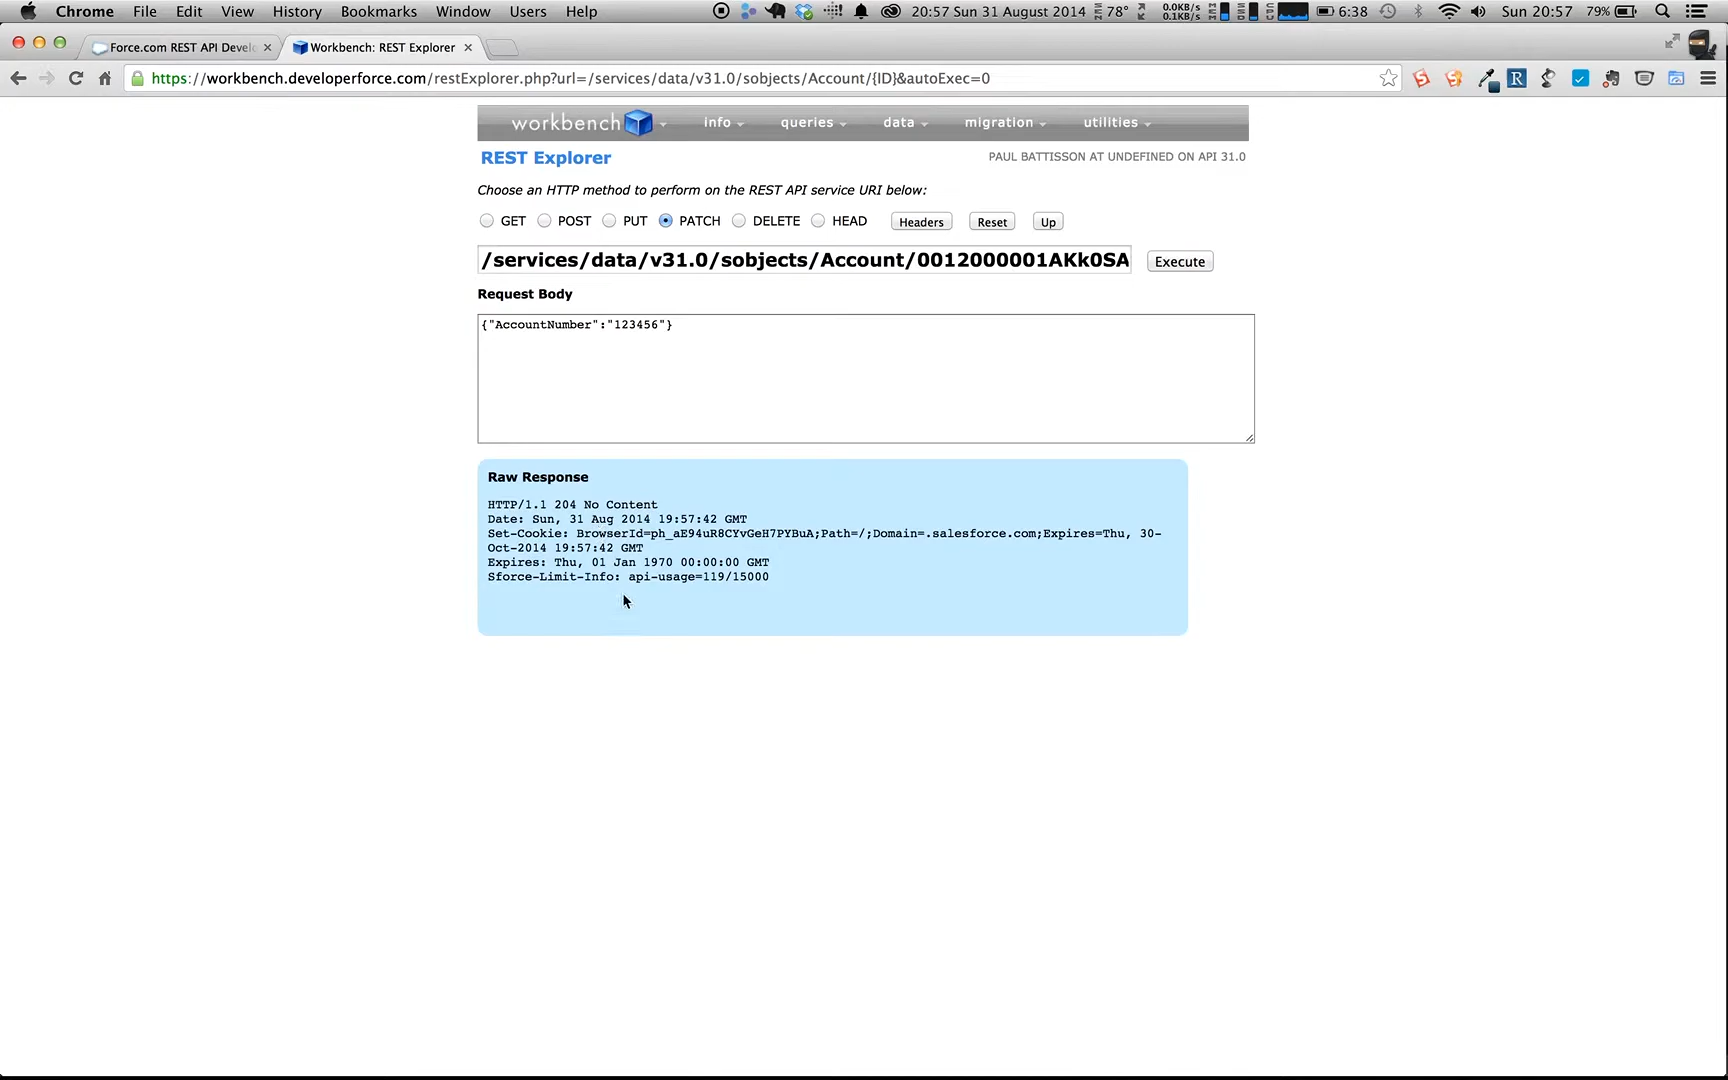 Chrome File Edit View History Bookmarks Window Users Help 20:57 Sun 31 August 2014 78° 0.0KB/s 0.1KB/s 6:38 Sun 20:57 79%
Force.com REST API Devel Workbench: REST Explorer
https://workbench.developerforce.com/restExplorer.php?url=/services/data/v31.0/sobjects/Account/{ID}&autoExec=0
workbench info queries data migration utilities
REST Explorer PAUL BATTISSON AT UNDEFINED ON API 31.0
Choose an HTTP method to perform on the REST API service URI below:
GET POST PUT PATCH DELETE HEAD Headers Reset Up
/services/data/v31.0/sobjects/Account/0012000001AKk0SA Execute
Request Body
{"AccountNumber":"123456"}
Raw Response
HTTP/1.1 204 No Content
Date: Sun, 31 Aug 2014 19:57:42 GMT
Set-Cookie: BrowserId=ph_aE94uR8CYvGeH7PYBuA;Path=/;Domain=.salesforce.com;Expires=Thu, 30-
Oct-2014 19:57:42 GMT
Expires: Thu, 01 Jan 1970 00:00:00 GMT
Sforce-Limit-Info: api-usage=119/15000